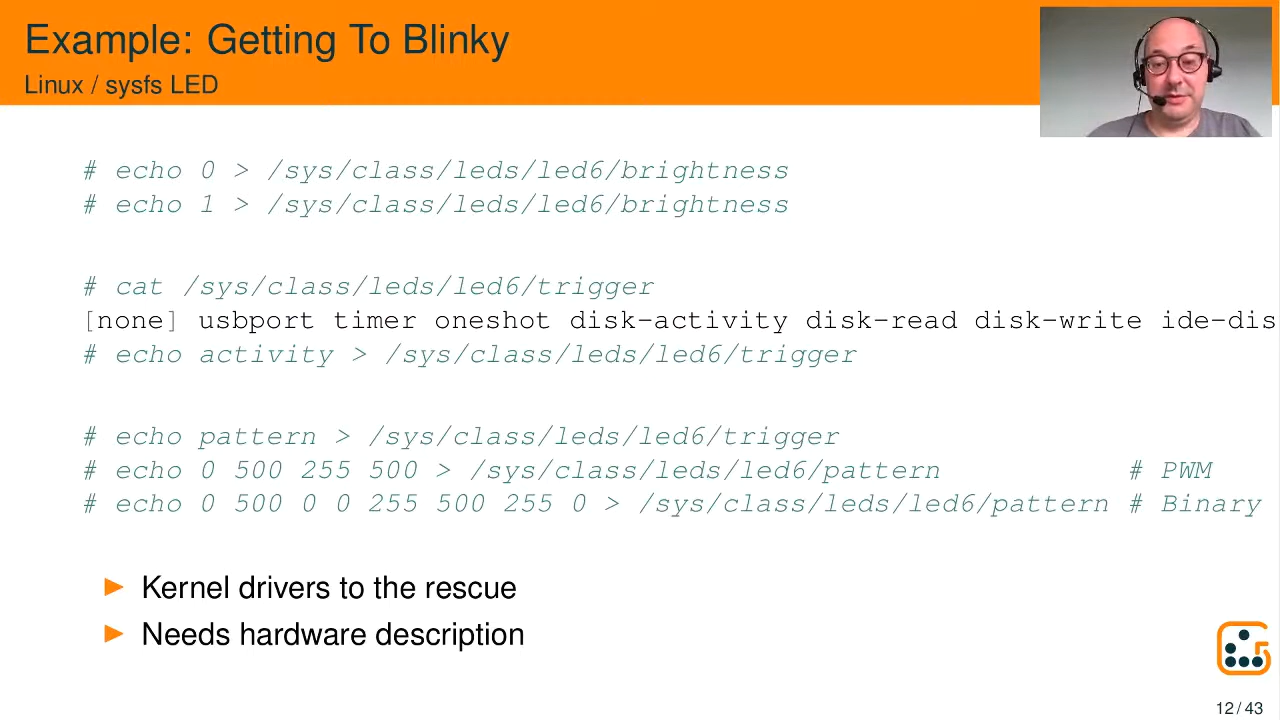 Example: Getting To Blinky
Linux / sysfs LED
# echo 0 > /sys/class/leds/led6/brightness
# echo 1 > /sys/class/leds/led6/brightness
# cat /sys/class/leds/led6/trigger
[none] usbport timer oneshot disk-activity disk-read disk-write ide-dis
# echo activity > /sys/class/leds/led6/trigger
# echo pattern > /sys/class/leds/led6/trigger
# echo 0 500 255 500 > /sys/class/leds/led6/pattern # PWM
# echo 0 500 0 0 255 500 255 0 > /sys/class/leds/led6/pattern # Binary
Kernel drivers to the rescue
Needs hardware description
12 / 43